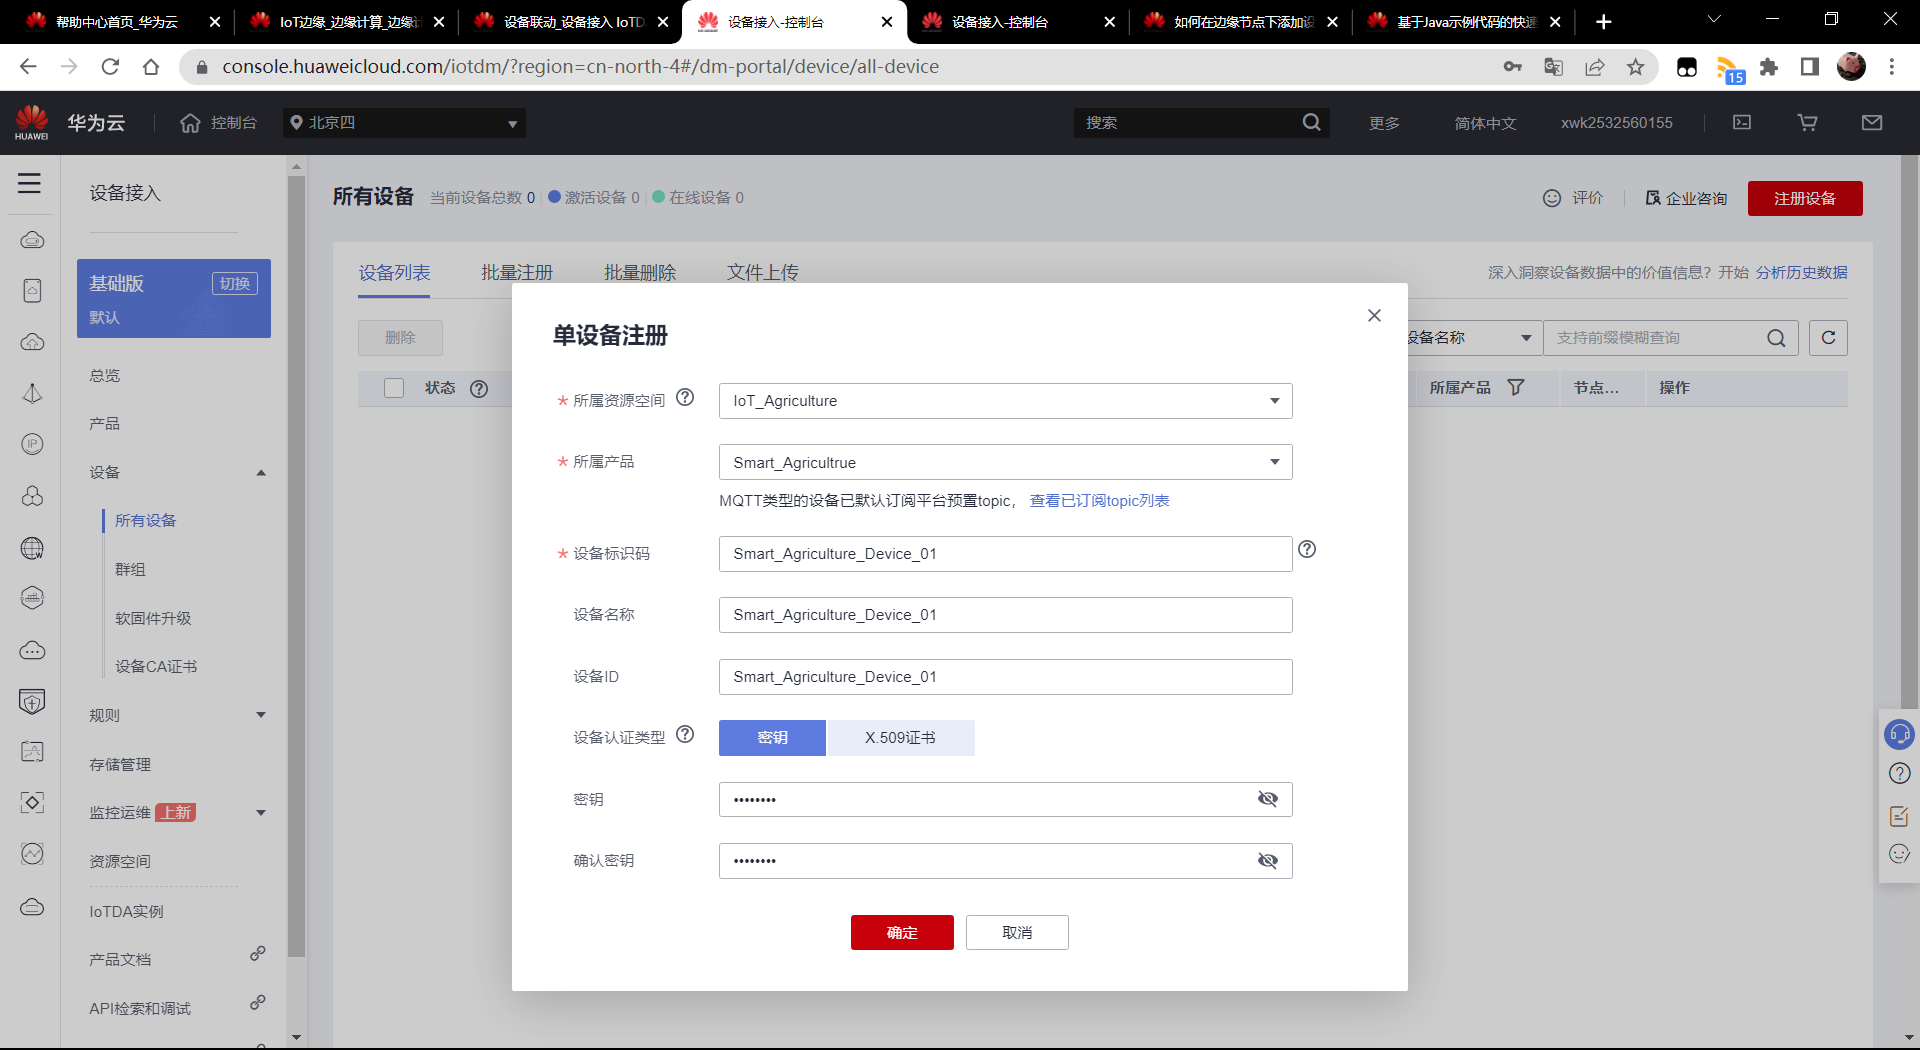 帮助中心首页_华为云
IoT边缘_边缘计算_边缘计
设备联动_设备接入 IoTD
设备接入-控制台
设备接入-控制台
如何在边缘节点下添加设
基于Java示例代码的快速
console.huaweicloud.com/iotdm/?region=cn-north-4#/dm-portal/device/all-device
15
HUAWEI
华为云
控制台
北京四
搜索
更多
简体中文
xwk2532560155
设备接入
所有设备
当前设备总数 0
激活设备 0
在线设备 0
评价
企业咨询
注册设备
基础版
切换
默认
设备列表
批量注册
批量删除
文件上传
深入洞察设备数据中的价值信息？开始 分析历史数据
删除
设备名称
支持前缀模糊查询
状态
所属产品
节点...
操作
总览
产品
设备
所有设备
群组
软固件升级
设备CA证书
规则
存储管理
监控运维 上新
资源空间
IoTDA实例
产品文档
API检索和调试
IP
单设备注册
* 所属资源空间
IoT_Agriculture
* 所属产品
Smart_Agricultrue
MQTT类型的设备已默认订阅平台预置topic， 查看已订阅topic列表
* 设备标识码
Smart_Agriculture_Device_01
设备名称
Smart_Agriculture_Device_01
设备ID
Smart_Agriculture_Device_01
设备认证类型
密钥
X.509证书
密钥
••••••••
确认密钥
••••••••
确定
取消